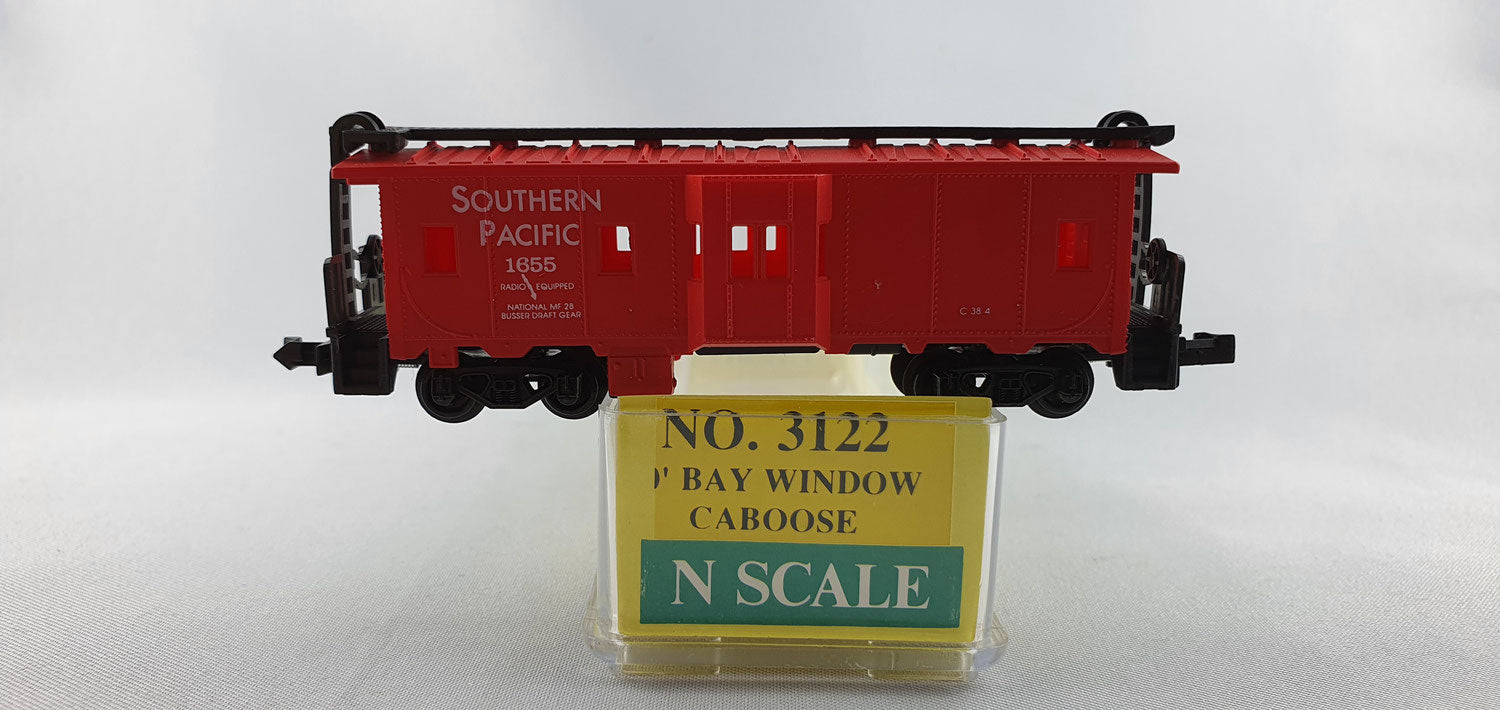 SOUTHERN
PACIFIC
1655
RADIO EQUIPPED
NATIONAL MF 28
BUSSER DRAFT GEAR
C 38 4
NO. 3122
' BAY WINDOW
CABOOSE
N SCALE